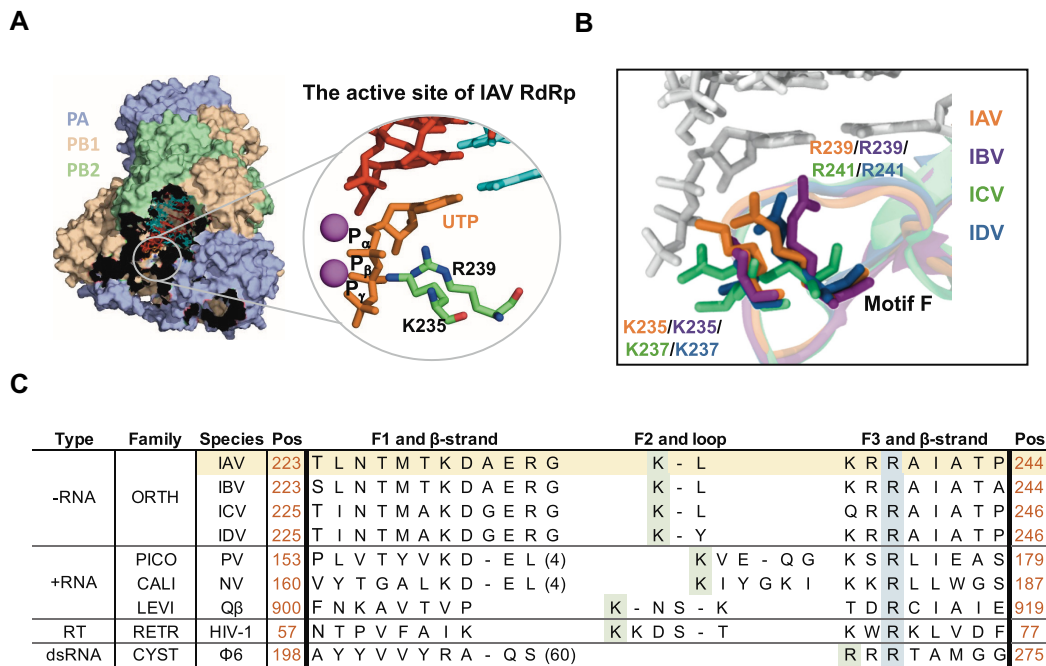 A
B
The active site of IAV RdRp
PA
PB1
PB2
UTP
Pα
Pβ
Pγ
R239
K235
R239/R239/
R241/R241
IAV
IBV
ICV
IDV
Motif F
K235/K235/
K237/K237
C
Type Family Species Pos F1 and β-strand F2 and loop F3 and β-strand Pos
-RNA ORTH IAV 223 T L N T M T K D A E R G K - L K R R A I A T P 244
IBV 223 S L N T M T K D A E R G K - L K R R A I A T A 244
ICV 225 T I N T M A K D G E R G K - L Q R R A I A T P 246
IDV 225 T I N T M A K D G E R G K - Y K R R A I A T P 246
+RNA PICO PV 153 P L V T Y V K D - E L (4) K V E - Q G K S R L I E A S 179
CALI NV 160 V Y T G A L K D - E L (4) K I Y G K I K K R L L W G S 187
LEVI Qβ 900 F N K A V T V P K - N S - K T D R C I A I E 919
RT RETR HIV-1 57 N T P V F A I K K K D S - T K W R K L V D F 77
dsRNA CYST Φ6 198 A Y Y V V Y R A - Q S (60) R R R T A M G G 275